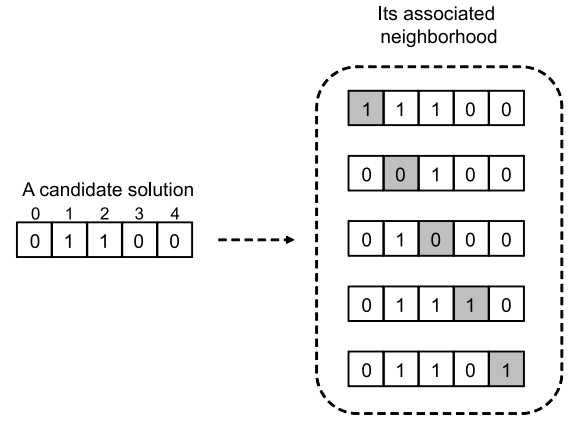 Its associated
neighborhood
1 1 1 0 0
0 0 1 0 0
A candidate solution
0 1 2 3 4
0 1 1 0 0
0 1 0 0 0
0 1 1 1 0
0 1 1 0 1